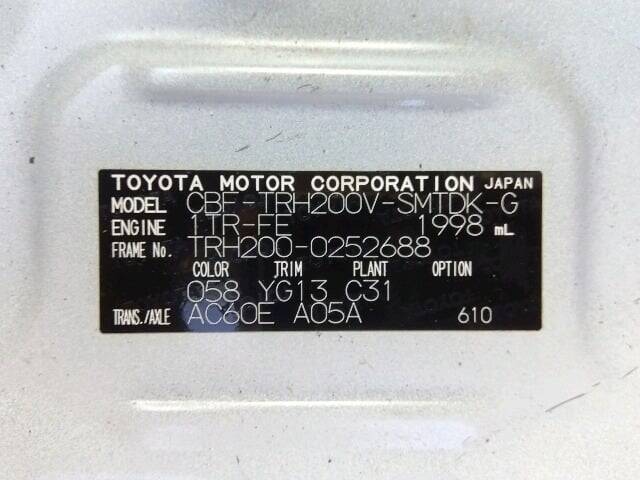 TOYOTA MOTOR CORPORATION JAPAN
MODEL CBF-TRH200V-SMTDK-G
ENGINE 1TR-FE 1998 mL
FRAME No. TRH200-0252688
COLOR TRIM PLANT OPTION
058 YG13 C31
TRANS./AXLE AC60E A05A 610